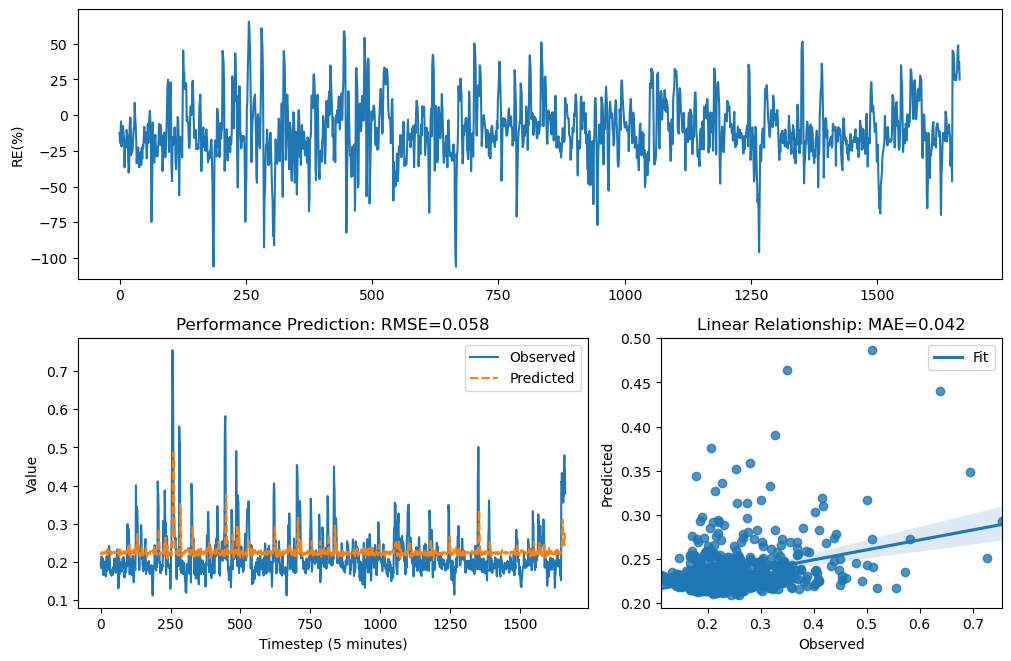 RE(%)
50
25
0
−25
−50
−75
−100
0 250 500 750 1000 1250 1500
Performance Prediction: RMSE=0.058
Value
0.7
0.6
0.5
0.4
0.3
0.2
0.1
Observed
Predicted
0 250 500 750 1000 1250 1500
Timestep (5 minutes)
Linear Relationship: MAE=0.042
Predicted
0.50
0.45
0.40
0.35
0.30
0.25
0.20
Fit
0.2 0.3 0.4 0.5 0.6 0.7
Observed